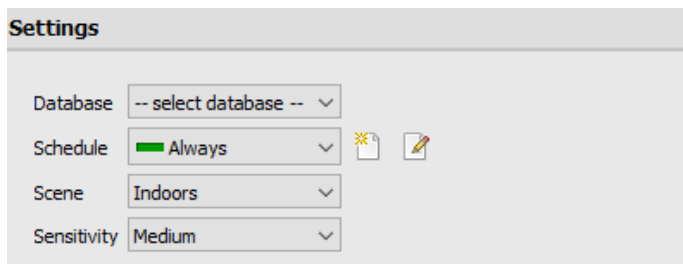 Settings
Database -- select database --
Schedule Always
Scene Indoors
Sensitivity Medium